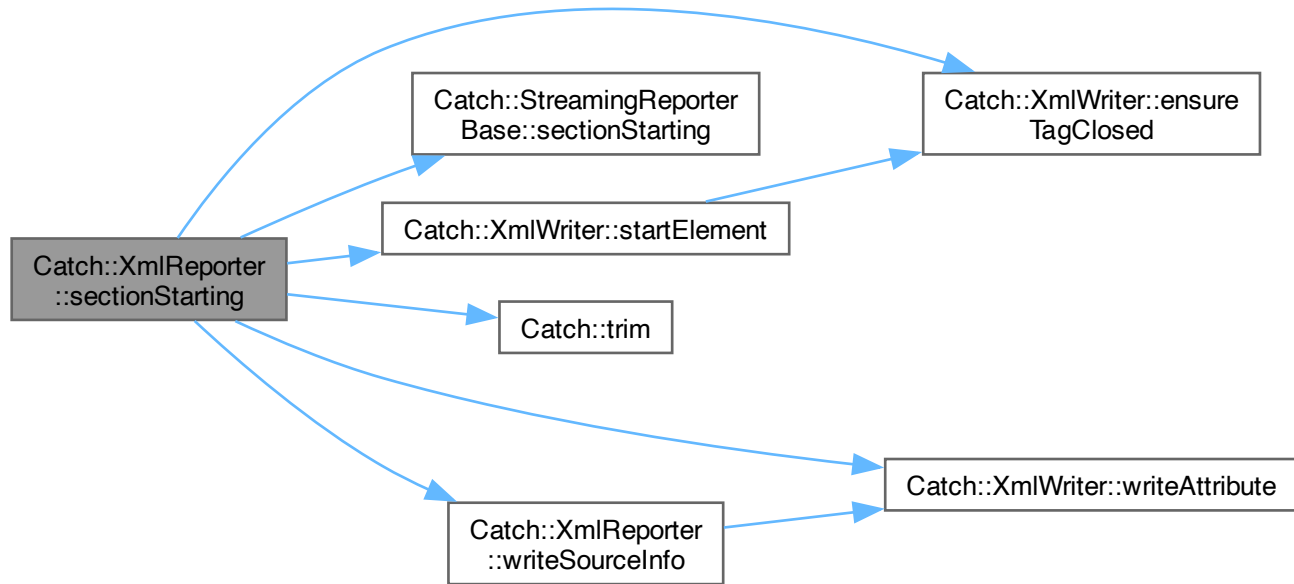 Catch::StreamingReporter
Base::sectionStarting
Catch::XmlWriter::ensure
TagClosed
Catch::XmlWriter::startElement
Catch::XmlReporter
::sectionStarting
Catch::trim
Catch::XmlWriter::writeAttribute
Catch::XmlReporter
::writeSourceInfo